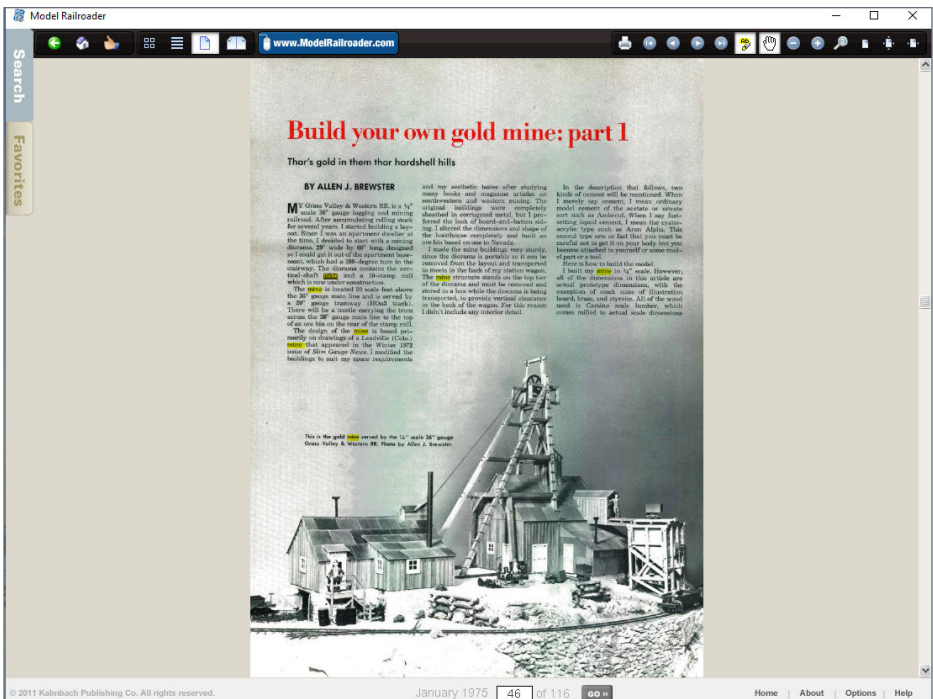 Model Railroader
www.ModelRailroader.com
Search
Favorites
Build your own gold mine: part 1
Thar's gold in them thar hardshell hills
BY ALLEN J. BREWSTER
MY Grass Valley & Western RR. is a ¼"
scale 36" gauge logging and mining
railroad. After accumulating rolling stock
for several years, I started building a lay-
out. Since I was an apartment dweller at
the time, I decided to start with a mining
diorama, 29" wide by 60" long, designed
so I could get it out of the apartment base-
ment, which had a 180-degree turn in the
stairway. The diorama contains the ver-
tical-shaft mine and a 10-stamp mill
which is now under construction.
The mine is located 20 scale feet above
the 36" gauge main line and is served by
a 20" gauge tramway (HOn3 track).
There will be a trestle carrying the tram
across the 36" gauge main line to the top
of an ore bin on the rear of the stamp mill.
The design of the mine is based pri-
marily on drawings of a Leadville (Colo.)
mine that appeared in the Winter 1972
issue of Slim Gauge News. I modified the
buildings to suit my space requirements
and my aesthetic tastes after studying
many books and magazine articles on
southwestern and western mining. The
original buildings were completely
sheathed in corrugated metal, but I pre-
ferred the look of board-and-batten sid-
ing. I altered the dimensions and shape of
the hoisthouse completely and built an
ore bin based on one in Nevada.
I made the mine buildings very sturdy,
since the diorama is portable so it can be
removed from the layout and transported
to meets in the back of my station wagon.
The mine structure stands on the top tier
of the diorama and must be removed and
stored in a box while the diorama is being
transported, to provide vertical clearance
in the back of the wagon. For this reason
I didn't include any interior detail.
In the description that follows, two
kinds of cement will be mentioned. When
I merely say cement, I mean ordinary
model cement of the acetate or nitrate
sort such as Ambroid. When I say fast-
setting liquid cement, I mean the cyano-
acrylic type such as Aron Alpha. This
second type sets so fast that you must be
careful not to get it on your body lest you
become attached to yourself or some mod-
el part or a tool.
Here is how to build the model.
I built my mine in ¼" scale. However,
all of the dimensions in this article are
actual prototype dimensions, with the
exception of stock sizes of illustration
board, brass, and styrene. All of the wood
used is Camino scale lumber, which
comes milled to actual scale dimensions
This is the gold mine served by the ¼" scale 36" gauge
Grass Valley & Western RR. Photo by Allen J. Brewster.
© 2011 Kalmbach Publishing Co. All rights reserved.
January 1975 46 of 116 GO »
Home | About | Options | Help